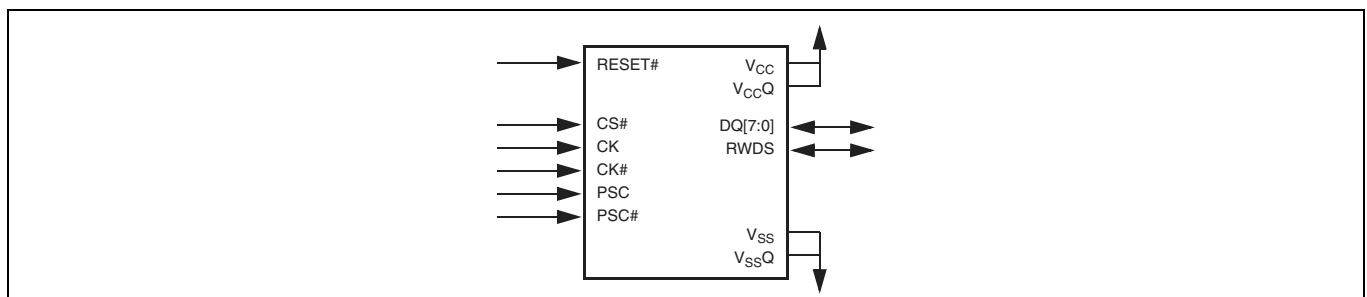 RESET#
CS#
CK
CK#
PSC
PSC#
VCC
VCCQ
DQ[7:0]
RWDS
VSS
VSSQ